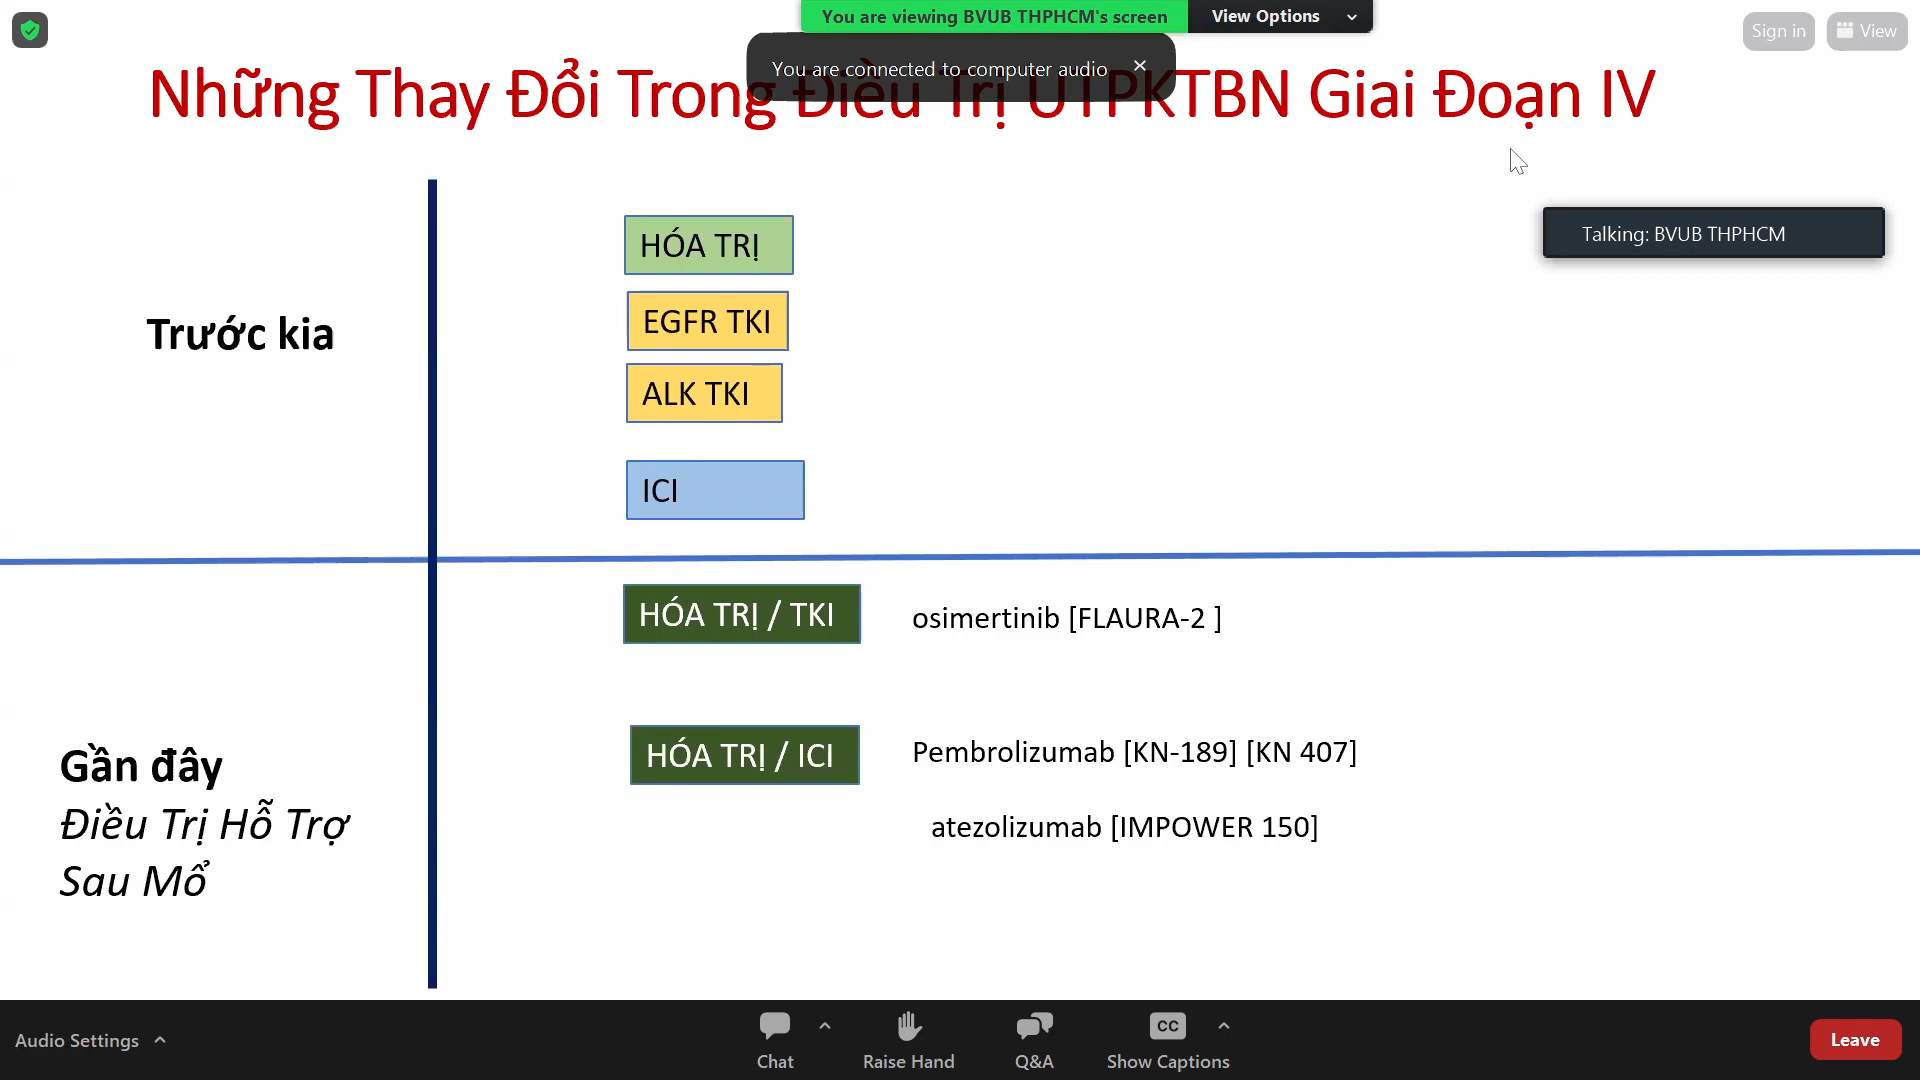 You are viewing BVUB THPHCM's screen
View Options
Sign in
View
You are connected to computer audio
Những Thay Đổi Trong Điều Trị UTPKTBN Giai Đoạn IV
Talking: BVUB THPHCM
Trước kia
HÓA TRỊ
EGFR TKI
ALK TKI
ICI
HÓA TRỊ / TKI
osimertinib [FLAURA-2 ]
Gần đây
Điều Trị Hỗ Trợ
Sau Mổ
HÓA TRỊ / ICI
Pembrolizumab [KN-189] [KN 407]
atezolizumab [IMPOWER 150]
Audio Settings
Chat
Raise Hand
Q&A
CC
Show Captions
Leave